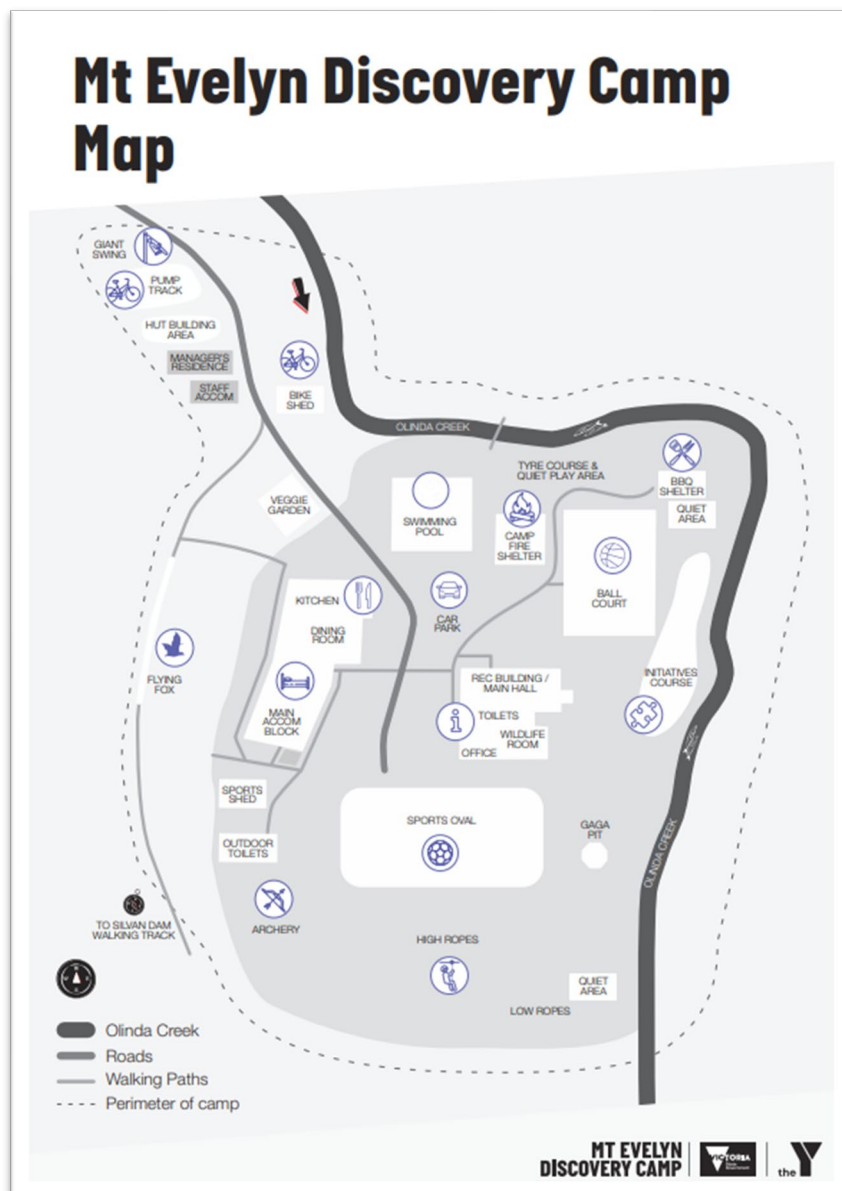 Mt Evelyn Discovery Camp
Map
GIANT
SWING
PUMP
TRACK
HUT BUILDING
AREA
MANAGER'S
RESIDENCE
STAFF
ACCOM
BIKE
SHED
OLINDA CREEK
TYRE COURSE &
QUIET PLAY AREA
BBQ
SHELTER
QUIET
AREA
VEGGIE
GARDEN
SWIMMING
POOL
CAMP
FIRE
SHELTER
BALL
COURT
KITCHEN
DINING
ROOM
CAR
PARK
FLYING
FOX
MAIN
ACCOM
BLOCK
REC BUILDING /
MAIN HALL
TOILETS
WILDLIFE
ROOM
OFFICE
i
INITIATIVES
COURSE
SPORTS
SHED
OUTDOOR
TOILETS
SPORTS OVAL
GAGA
PIT
OLINDA CREEK
ARCHERY
TO SILVAN DAM
WALKING TRACK
HIGH ROPES
QUIET
AREA
LOW ROPES
Olinda Creek
Roads
Walking Paths
Perimeter of camp
MT EVELYN
DISCOVERY CAMP
VICTORIA
State
Government
the Y